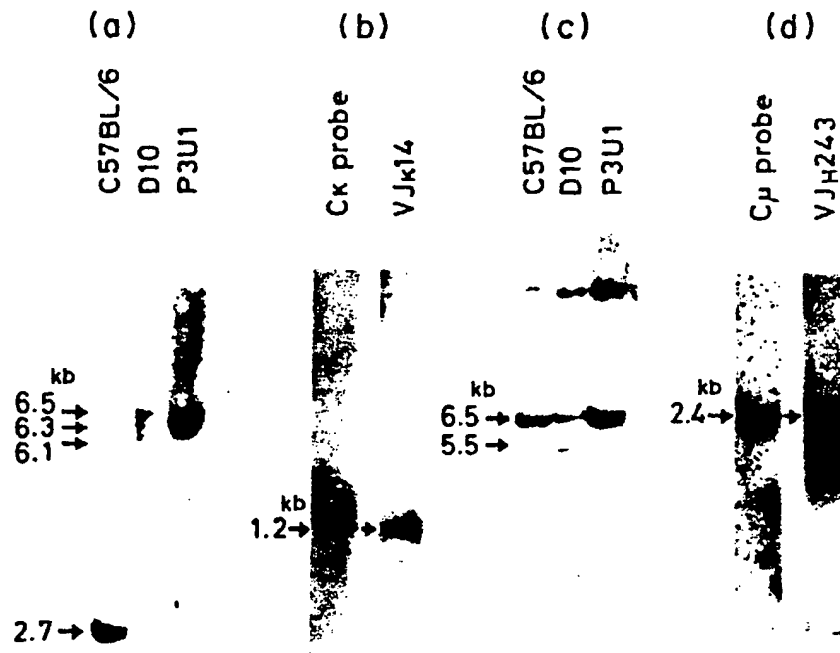 (a) (b) (c) (d)
C57BL/6
D10
P3U1
Cκ probe
VJκ14
C57BL/6
D10
P3U1
Cμ probe
VJH243
kb
6.5→
6.3→
6.1→
2.7→
kb
1.2→
kb
6.5→
5.5→
kb
2.4→